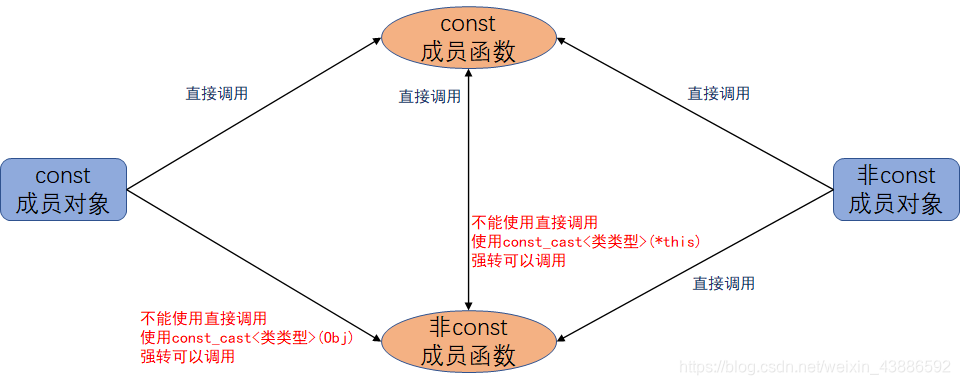 const
成员函数
直接调用
直接调用
直接调用
const
成员对象
非const
成员对象
不能使用直接调用
使用const_cast<类类型>(*this)
强转可以调用
直接调用
不能使用直接调用
使用const_cast<类类型>(Obj)
强转可以调用
非const
成员函数
https://blog.csdn.net/weixin_43886592